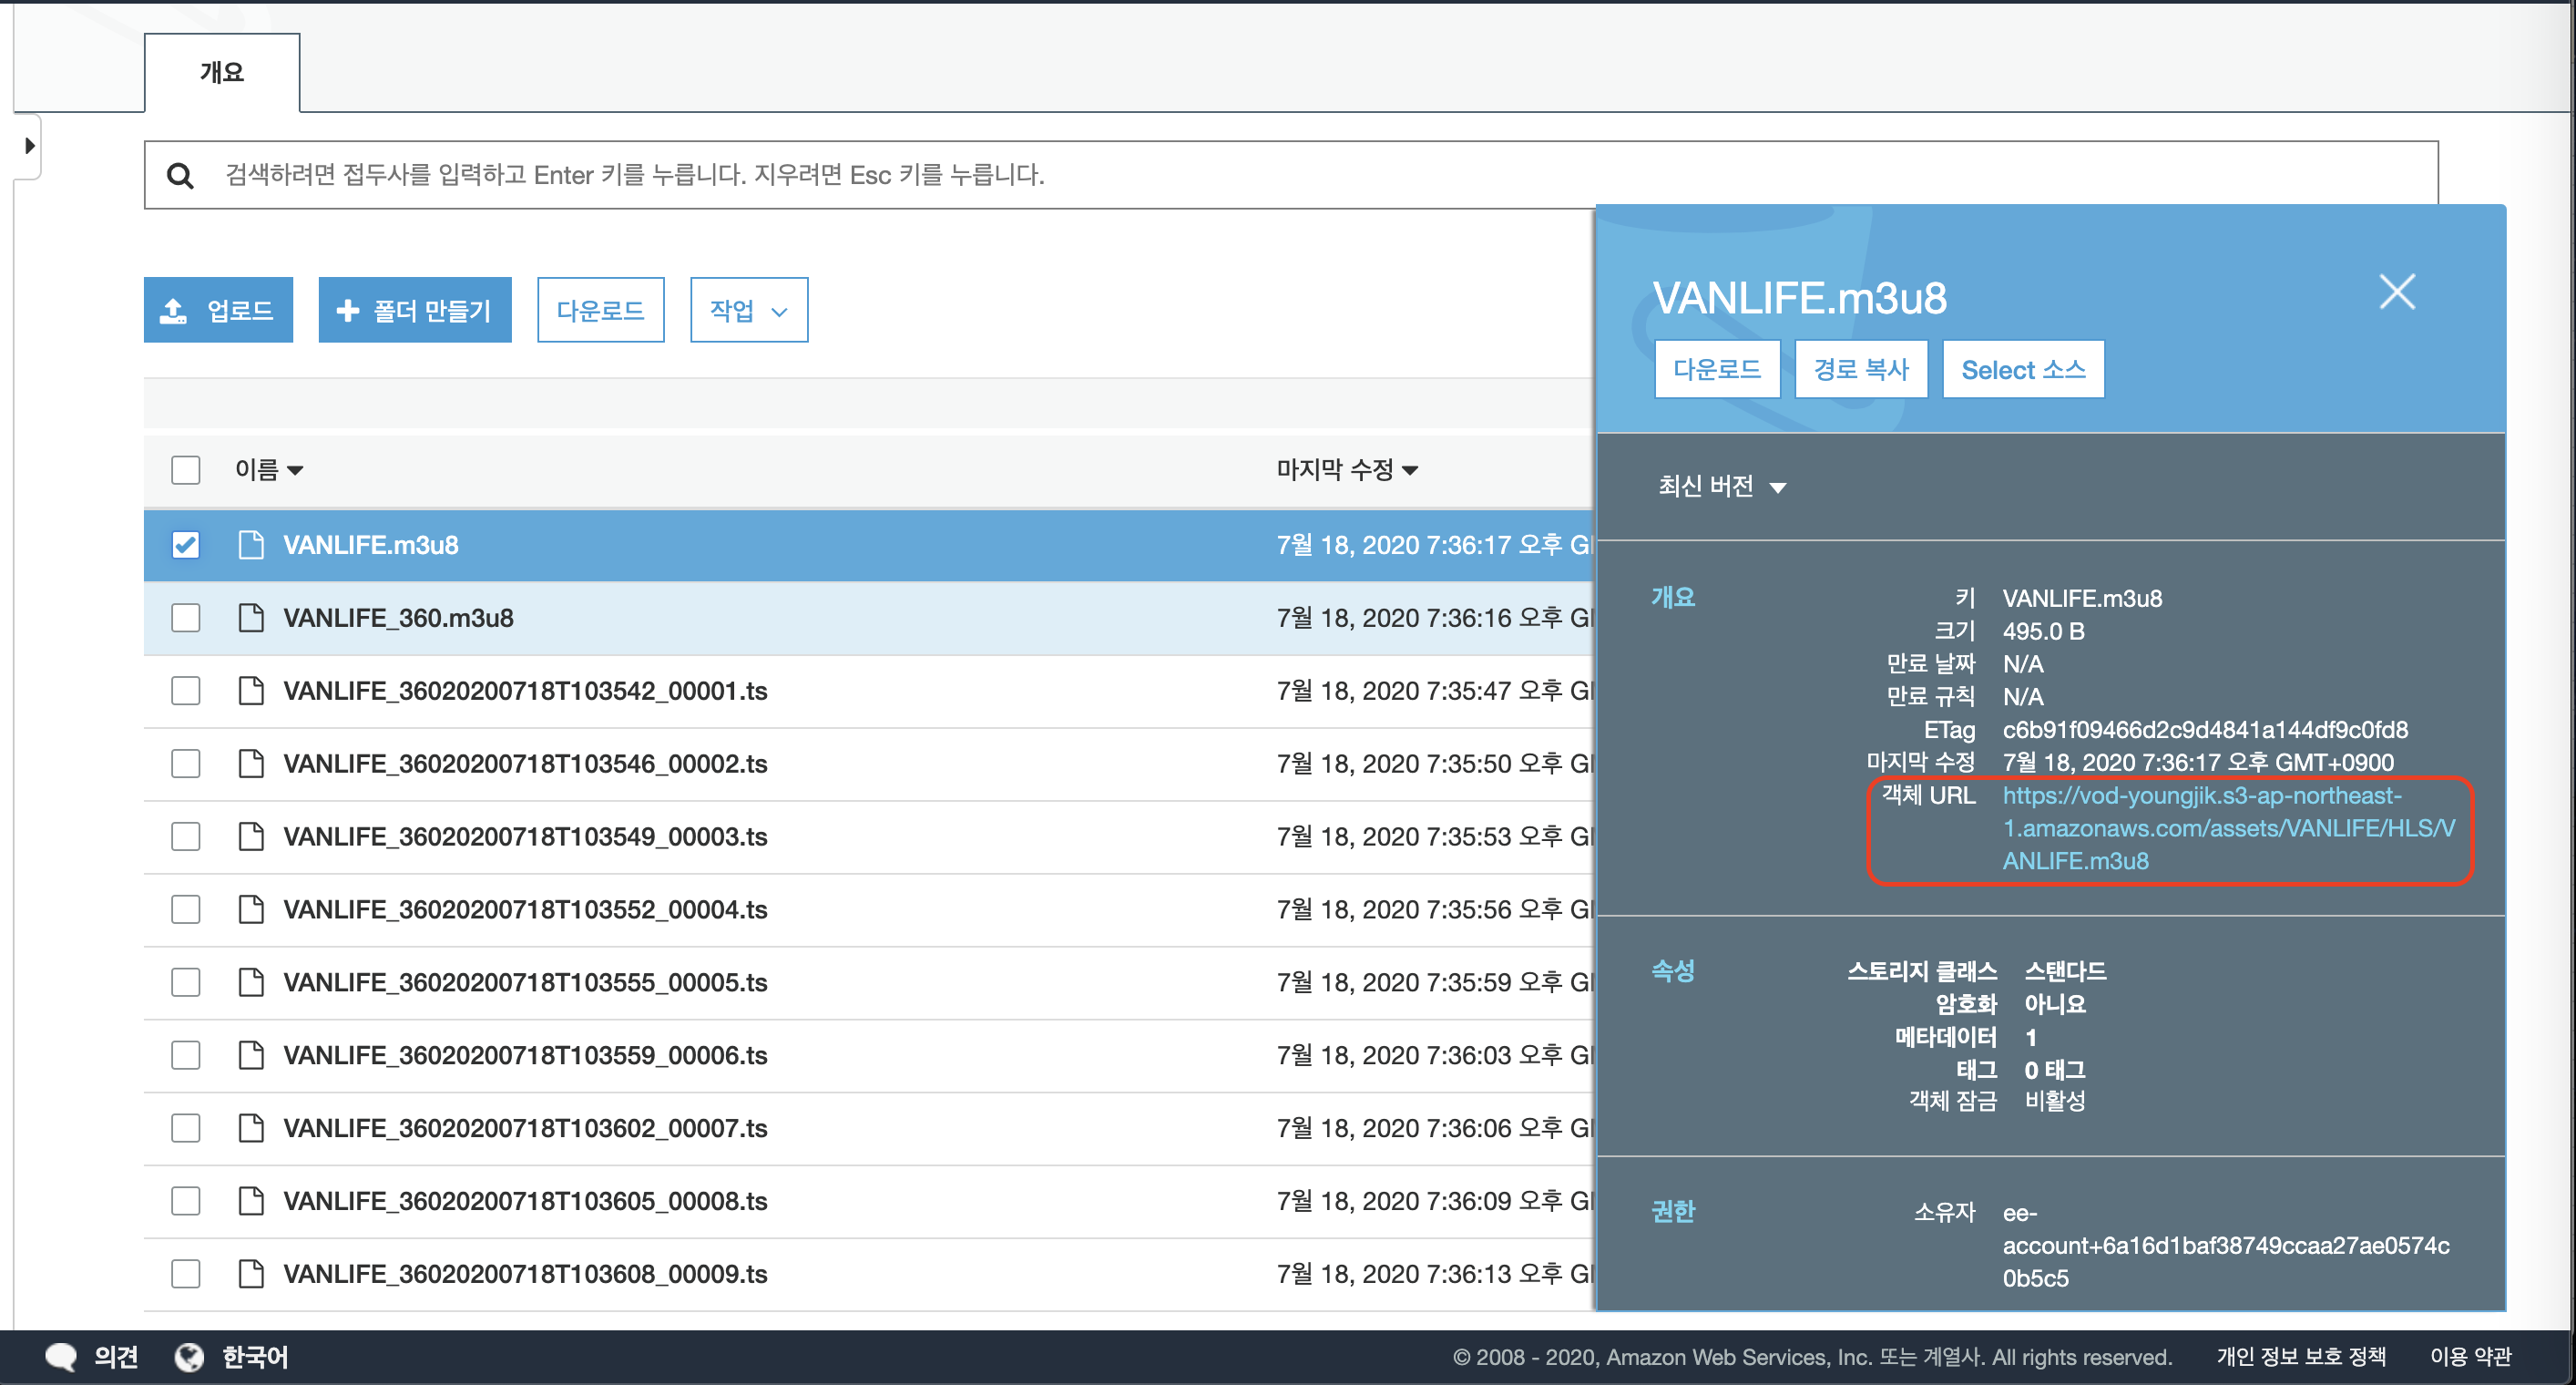 개요
검색하려면 접두사를 입력하고 Enter 키를 누릅니다. 지우려면 Esc 키를 누릅니다.
업로드
폴더 만들기
다운로드
작업
이름
마지막 수정
VANLIFE.m3u8 7월 18, 2020 7:36:17 오후 G
VANLIFE_360.m3u8 7월 18, 2020 7:36:16 오후 G
VANLIFE_36020200718T103542_00001.ts 7월 18, 2020 7:35:47 오후 G
VANLIFE_36020200718T103546_00002.ts 7월 18, 2020 7:35:50 오후 G
VANLIFE_36020200718T103549_00003.ts 7월 18, 2020 7:35:53 오후 G
VANLIFE_36020200718T103552_00004.ts 7월 18, 2020 7:35:56 오후 G
VANLIFE_36020200718T103555_00005.ts 7월 18, 2020 7:35:59 오후 G
VANLIFE_36020200718T103559_00006.ts 7월 18, 2020 7:36:03 오후 G
VANLIFE_36020200718T103602_00007.ts 7월 18, 2020 7:36:06 오후 G
VANLIFE_36020200718T103605_00008.ts 7월 18, 2020 7:36:09 오후 G
VANLIFE_36020200718T103608_00009.ts 7월 18, 2020 7:36:13 오후 G
VANLIFE.m3u8
다운로드
경로 복사
Select 소스
최신 버전
개요
키 VANLIFE.m3u8
크기 495.0 B
만료 날짜 N/A
만료 규칙 N/A
ETag c6b91f09466d2c9d4841a144df9c0fd8
마지막 수정 7월 18, 2020 7:36:17 오후 GMT+0900
객체 URL https://vod-youngjik.s3-ap-northeast-
1.amazonaws.com/assets/VANLIFE/HLS/V
ANLIFE.m3u8
속성
스토리지 클래스 스탠다드
암호화 아니요
메타데이터 1
태그 0 태그
객체 잠금 비활성
권한
소유자 ee-
account+6a16d1baf38749ccaa27ae0574c
0b5c5
의견
한국어
© 2008 - 2020, Amazon Web Services, Inc. 또는 계열사. All rights reserved.
개인 정보 보호 정책
이용 약관